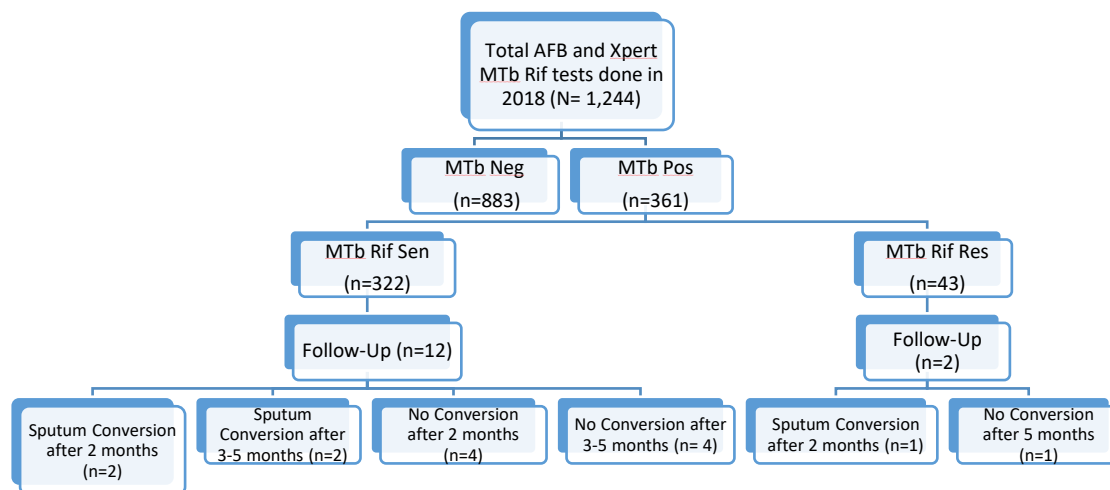 Total AFB and Xpert
MTb Rif tests done in
2018 (N= 1,244)
MTb Neg
(n=883)
MTb Pos
(n=361)
MTb Rif Sen
(n=322)
MTb Rif Res
(n=43)
Follow-Up (n=12)
Follow-Up
(n=2)
Sputum Conversion
after 2 months
(n=2)
Sputum
Conversion after
3-5 months (n=2)
No Conversion
after 2 months
(n=4)
No Conversion after
3-5 months (n= 4)
Sputum Conversion
after 2 months (n=1)
No Conversion
after 5 months
(n=1)